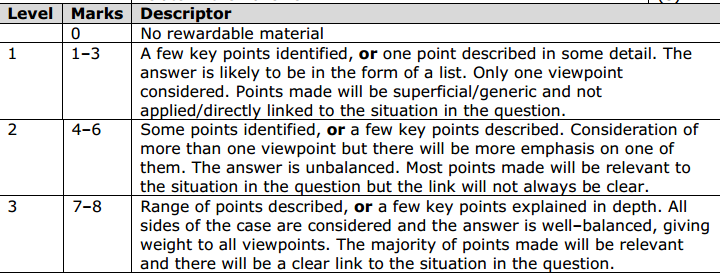 Level Marks Descriptor
0 No rewardable material
1 1–3 A few key points identified, or one point described in some detail. The
answer is likely to be in the form of a list. Only one viewpoint
considered. Points made will be superficial/generic and not
applied/directly linked to the situation in the question.
2 4–6 Some points identified, or a few key points described. Consideration of
more than one viewpoint but there will be more emphasis on one of
them. The answer is unbalanced. Most points made will be relevant to
the situation in the question but the link will not always be clear.
3 7–8 Range of points described, or a few key points explained in depth. All
sides of the case are considered and the answer is well–balanced, giving
weight to all viewpoints. The majority of points made will be relevant
and there will be a clear link to the situation in the question.